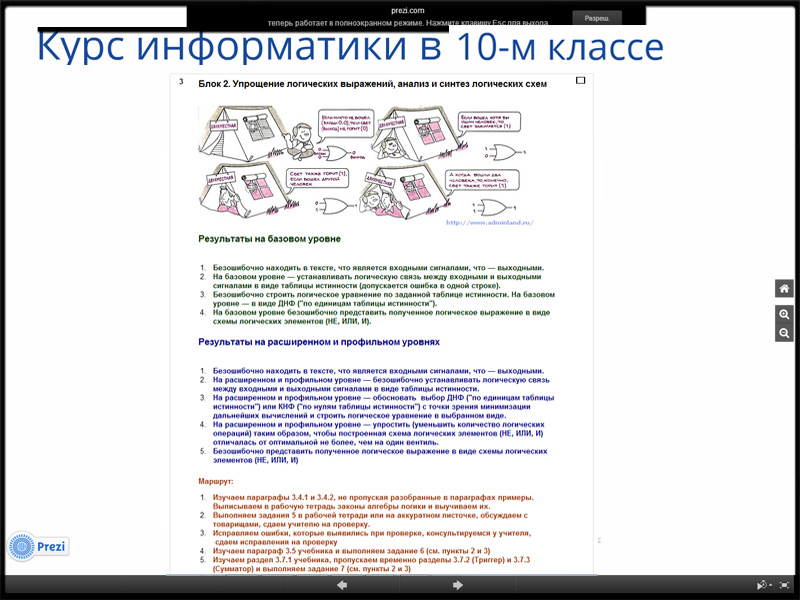 prezi.com
теперь работает в полноэкранном режиме. Нажмите клавишу Esc для выхода.
Разреш.
Курс информатики в 10-м классе
3
Блок 2. Упрощение логических выражений, анализ и синтез логических схем
ЕСЛИ НИКТО НЕ ВОШЕЛ
(ВХОДЫ 0,0), ТО И СВЕТ
(ВЫХОД) НЕ ГОРИТ (0)
ЕСЛИ ВОШЕЛ ХОТЯ БЫ
ОДИН ЧЕЛОВЕК, ТО
СВЕТ ЗАЖИГАЕТСЯ (1)
СВЕТ ТАКЖЕ ГОРИТ (1),
ЕСЛИ ВОШЕЛ ДРУГОЙ
ЧЕЛОВЕК
А КОГДА ВОШЛИ ДВА
ЧЕЛОВЕКА, ТО, КОНЕЧНО,
СВЕТ ТАКЖЕ ГОРИТ (1)
http://www.adminland.ru/
Результаты на базовом уровне
1. Безошибочно находить в тексте, что является входными сигналами, что — выходными.
2. На базовом уровне — устанавливать логическую связь между входными и выходными
сигналами в виде таблицы истинности (допускается ошибка в одной строке).
3. Безошибочно строить логическое уравнение по заданной таблице истинности. На базовом
уровне — в виде ДНФ ("по единицам таблицы истинности").
4. На базовом уровне безошибочно представить полученное логическое выражение в виде
схемы логических элементов (НЕ, ИЛИ, И).
Результаты на расширенном и профильном уровнях
1. Безошибочно находить в тексте, что является входными сигналами, что — выходными.
2. На расширенном и профильном уровне — безошибочно устанавливать логическую связь
между входными и выходными сигналами в виде таблицы истинности.
3. На расширенном и профильном уровне — обосновать выбор ДНФ ("по единицам таблицы
истинности") или КНФ ("по нулям таблицы истинности") с точки зрения минимизации
дальнейших вычислений и строить логическое уравнение в выбранном виде.
4. На расширенном и профильном уровне — упростить (уменьшить количество логических
операций) таким образом, чтобы построенная схема логических элементов (НЕ, ИЛИ, И)
отличалась от оптимальной не более, чем на один вентиль.
5. Безошибочно представить полученное логическое выражение в виде схемы логических
элементов (НЕ, ИЛИ, И)
Маршрут:
1. Изучаем параграфы 3.4.1 и 3.4.2, не пропуская разобранные в параграфах примеры.
Выписываем в рабочую тетрадь законы алгебры логики и выучиваем их.
2. Выполняем задания 5 в рабочей тетради или на аккуратном листочке, обсуждаем с
товарищами, сдаем учителю на проверку.
3. Исправляем ошибки, которые выявились при проверке, консультируемся у учителя,
сдаем исправления на проверку
4. Изучаем параграф 3.5 учебника и выполняем задание 6 (см. пункты 2 и 3)
5. Изучаем раздел 3.7.1 учебника, пропускаем временно разделы 3.7.2 (Триггер) и 3.7.3
(Сумматор) и выполняем задание 7 (см. пункты 2 и 3)
Prezi